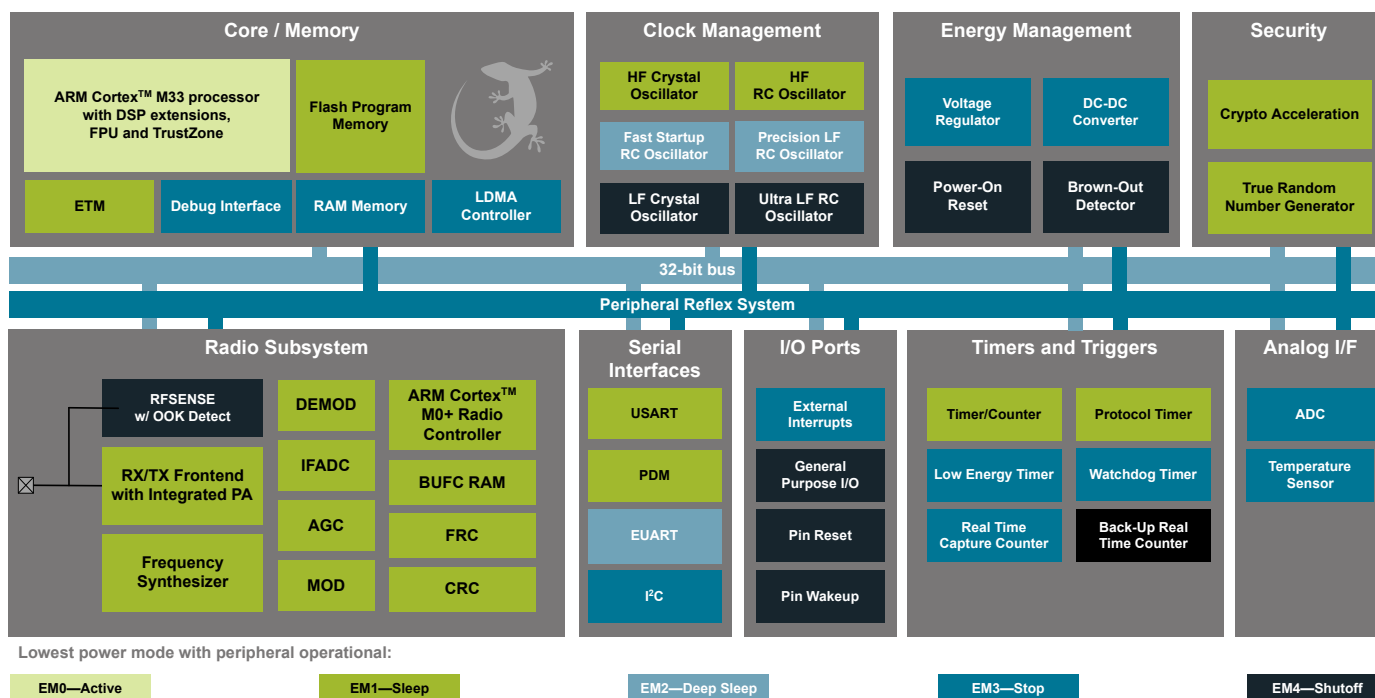 Core / Memory
ARM Cortex™ M33 processor
with DSP extensions,
FPU and TrustZone
Flash Program
Memory
ETM
Debug Interface
RAM Memory
LDMA
Controller
Clock Management
HF Crystal
Oscillator
HF
RC Oscillator
Fast Startup
RC Oscillator
Precision LF
RC Oscillator
LF Crystal
Oscillator
Ultra LF RC
Oscillator
Energy Management
Voltage
Regulator
DC-DC
Converter
Power-On
Reset
Brown-Out
Detector
Security
Crypto Acceleration
True Random
Number Generator
32-bit bus
Peripheral Reflex System
Radio Subsystem
RFSENSE
w/ OOK Detect
RX/TX Frontend
with Integrated PA
Frequency
Synthesizer
DEMOD
IFADC
AGC
MOD
ARM Cortex™
M0+ Radio
Controller
BUFC RAM
FRC
CRC
Serial
Interfaces
USART
PDM
EUART
I²C
I/O Ports
External
Interrupts
General
Purpose I/O
Pin Reset
Pin Wakeup
Timers and Triggers
Timer/Counter
Protocol Timer
Low Energy Timer
Watchdog Timer
Real Time
Capture Counter
Back-Up Real
Time Counter
Analog I/F
ADC
Temperature
Sensor
Lowest power mode with peripheral operational:
EM0—Active
EM1—Sleep
EM2—Deep Sleep
EM3—Stop
EM4—Shutoff